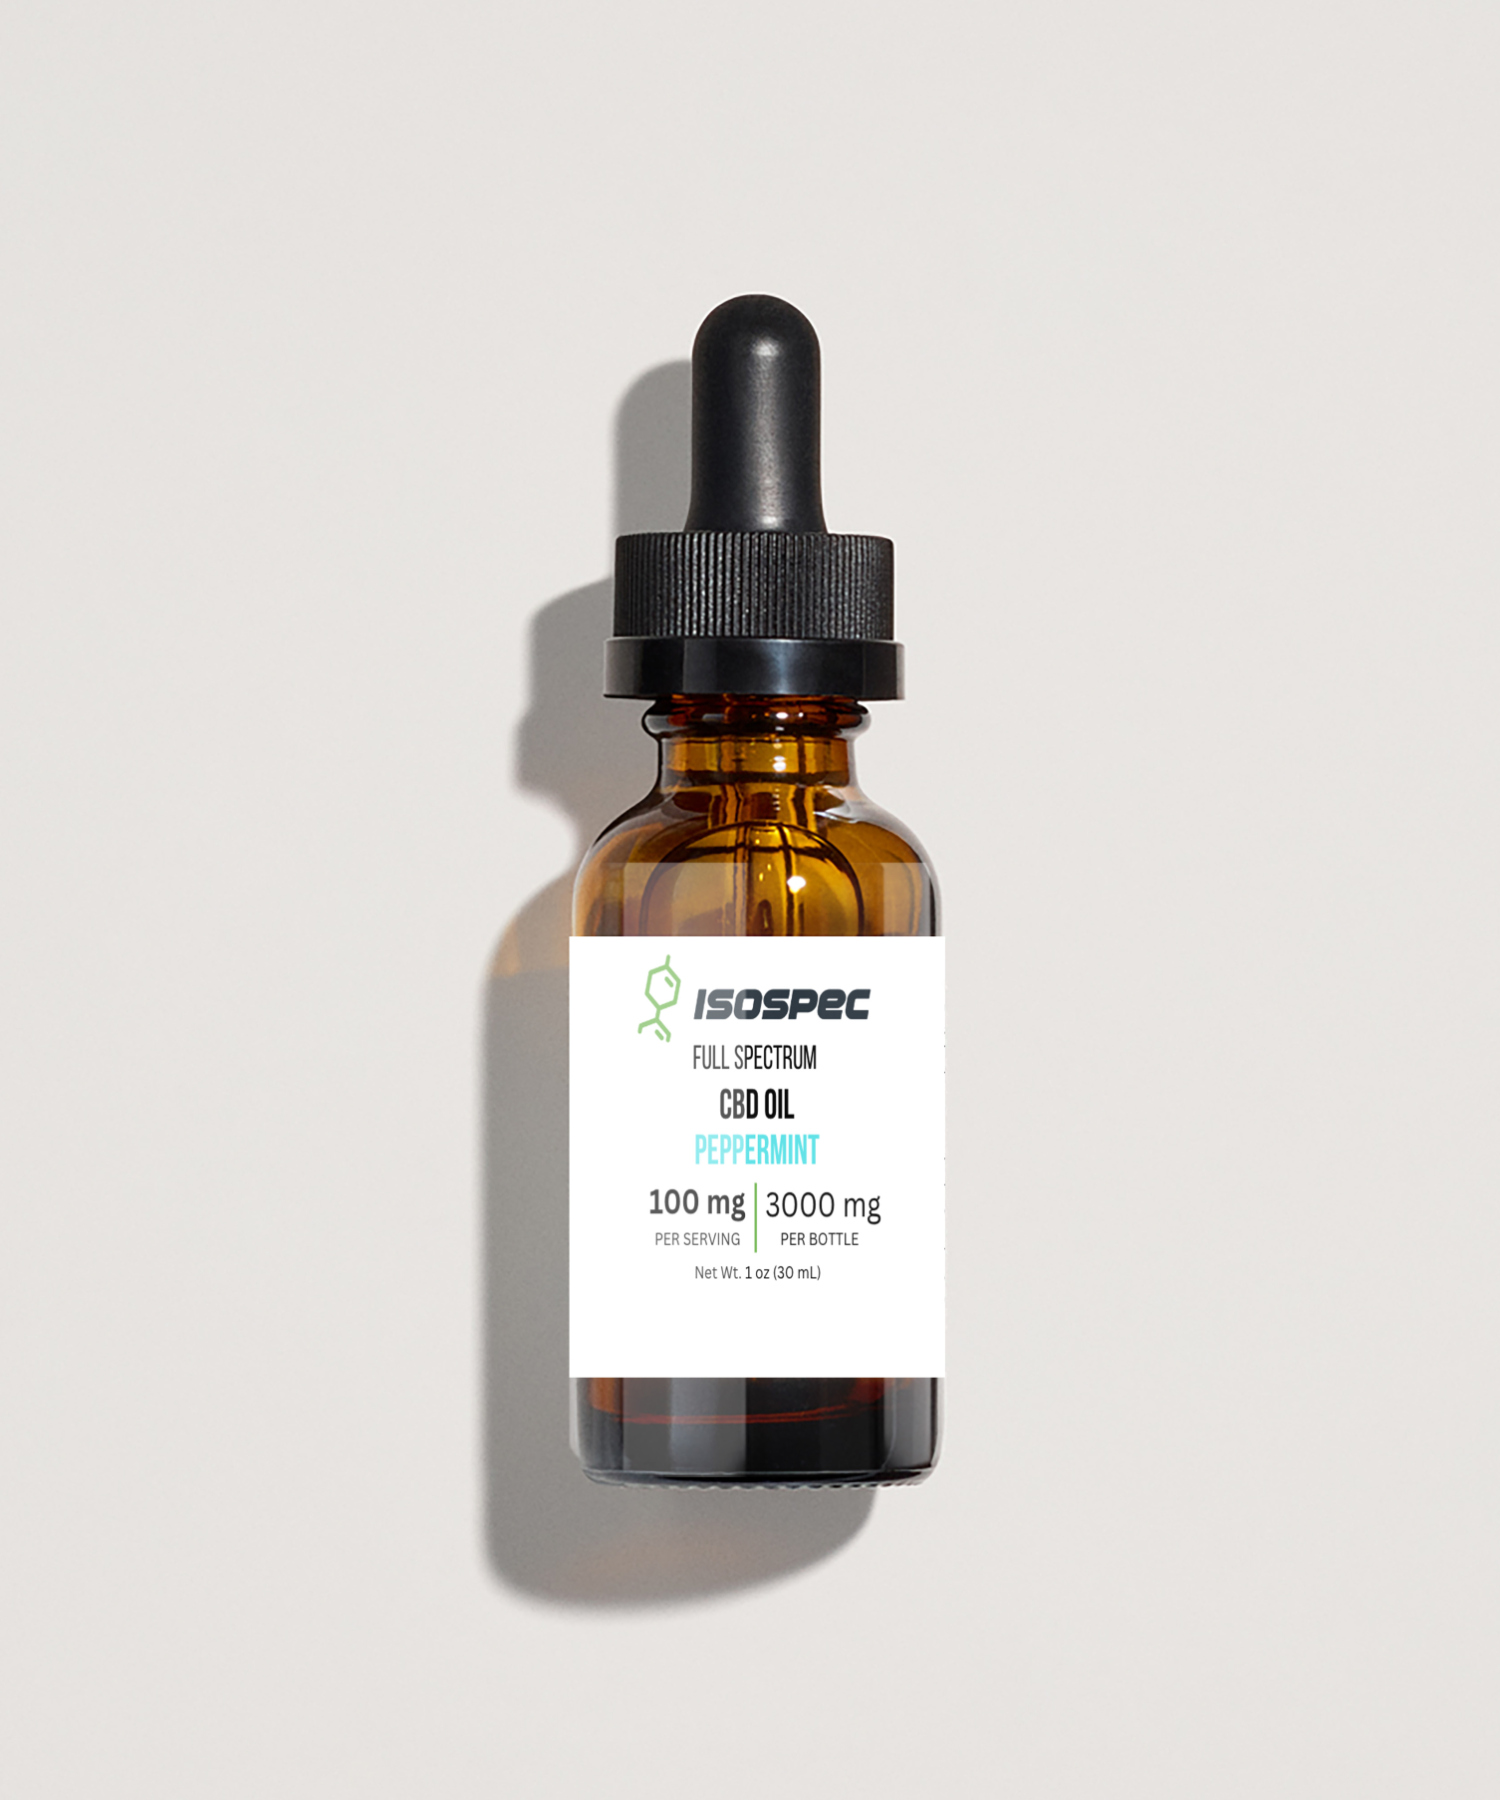 ISOSPEC
FULL SPECTRUM
CBD OIL
PEPPERMINT
100 mg | 3000 mg
PER SERVING PER BOTTLE
Net Wt. 1 oz (30 mL)